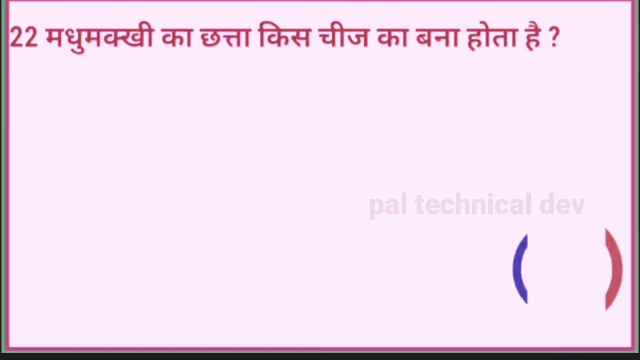 22 मधुमक्खी का छत्ता किस चीज का बना होता है ?
pal technical dev